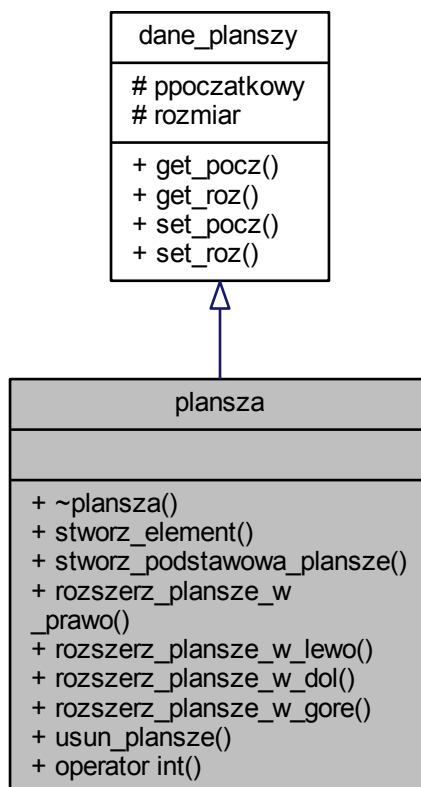 dane_planszy
# ppoczatkowy
# rozmiar
+ get_pocz()
+ get_roz()
+ set_pocz()
+ set_roz()
plansza
+ ~plansza()
+ stworz_element()
+ stworz_podstawowa_plansze()
+ rozszerz_plansze_w
_prawo()
+ rozszerz_plansze_w_lewo()
+ rozszerz_plansze_w_dol()
+ rozszerz_plansze_w_gore()
+ usun_plansze()
+ operator int()